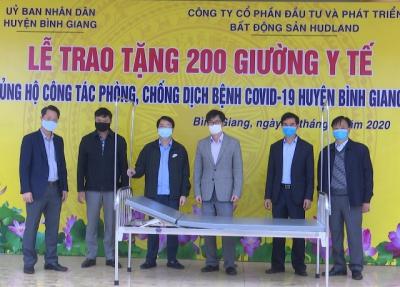 ỦY BAN NHÂN DÂN
HUYỆN BÌNH GIANG
CÔNG TY CỔ PHẦN ĐẦU TƯ VÀ PHÁT TRIỂN
BẤT ĐỘNG SẢN HUDLAND
LỄ TRAO TẶNG 200 GIƯỜNG Y TẾ
ỦNG HỘ CÔNG TÁC PHÒNG, CHỐNG DỊCH BỆNH COVID-19 HUYỆN BÌNH GIANG
Bình Giang, ngày tháng 2020